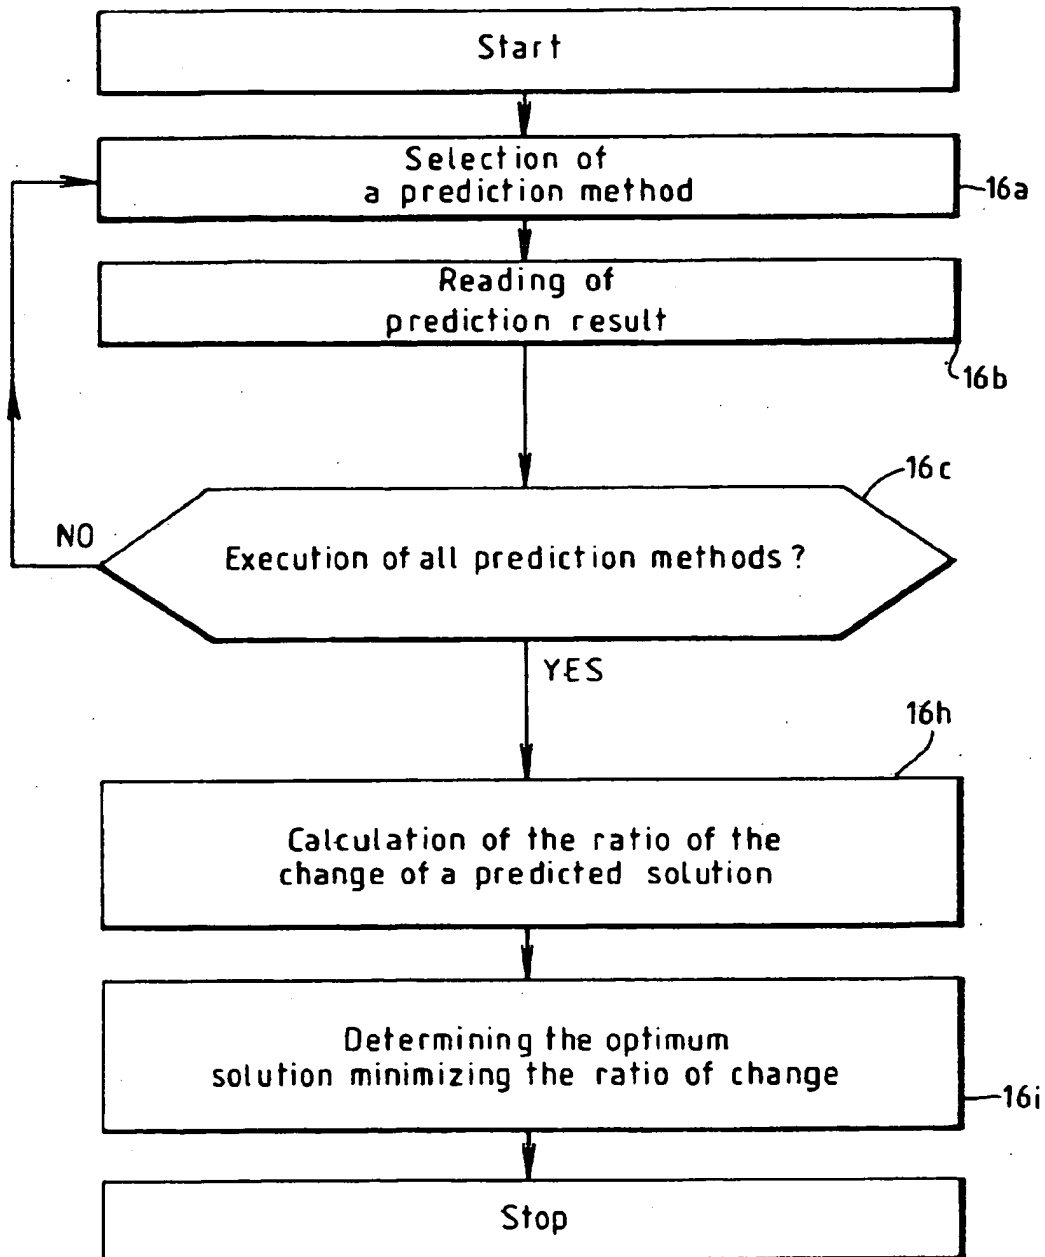 Start
Selection of
a prediction method
16a
Reading of
prediction result
16b
16c
NO
Execution of all prediction methods ?
YES
16h
Calculation of the ratio of the
change of a predicted solution
Determining the optimum
solution minimizing the ratio of change
16i
Stop